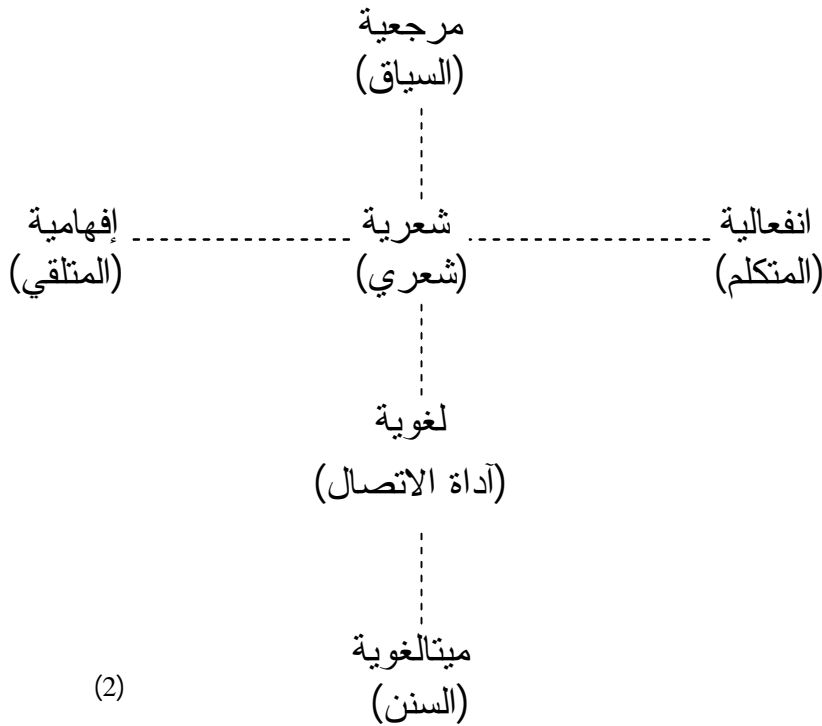 مرجعية
(السياق)
انفعالية ---------- شعرية ---------- إفهامية
(المتكلم) (شعري) (المتلقي)
لغوية
(آداة الاتصال)
ميتالغوية
(السنن)
(2)